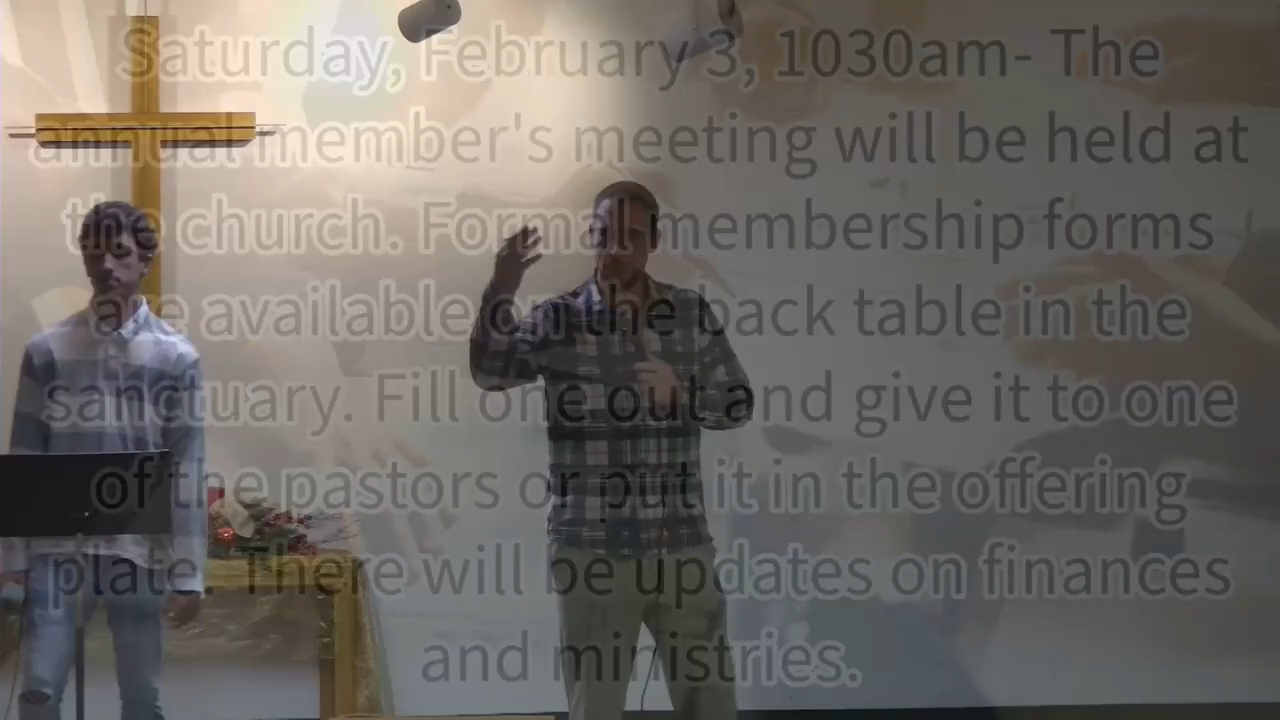 Saturday, February 3, 1030am- The
annual member's meeting will be held at
the church. Formal membership forms
are available on the back table in the
sanctuary. Fill one out and give it to one
of the pastors or put it in the offering
plate. There will be updates on finances
and ministries.